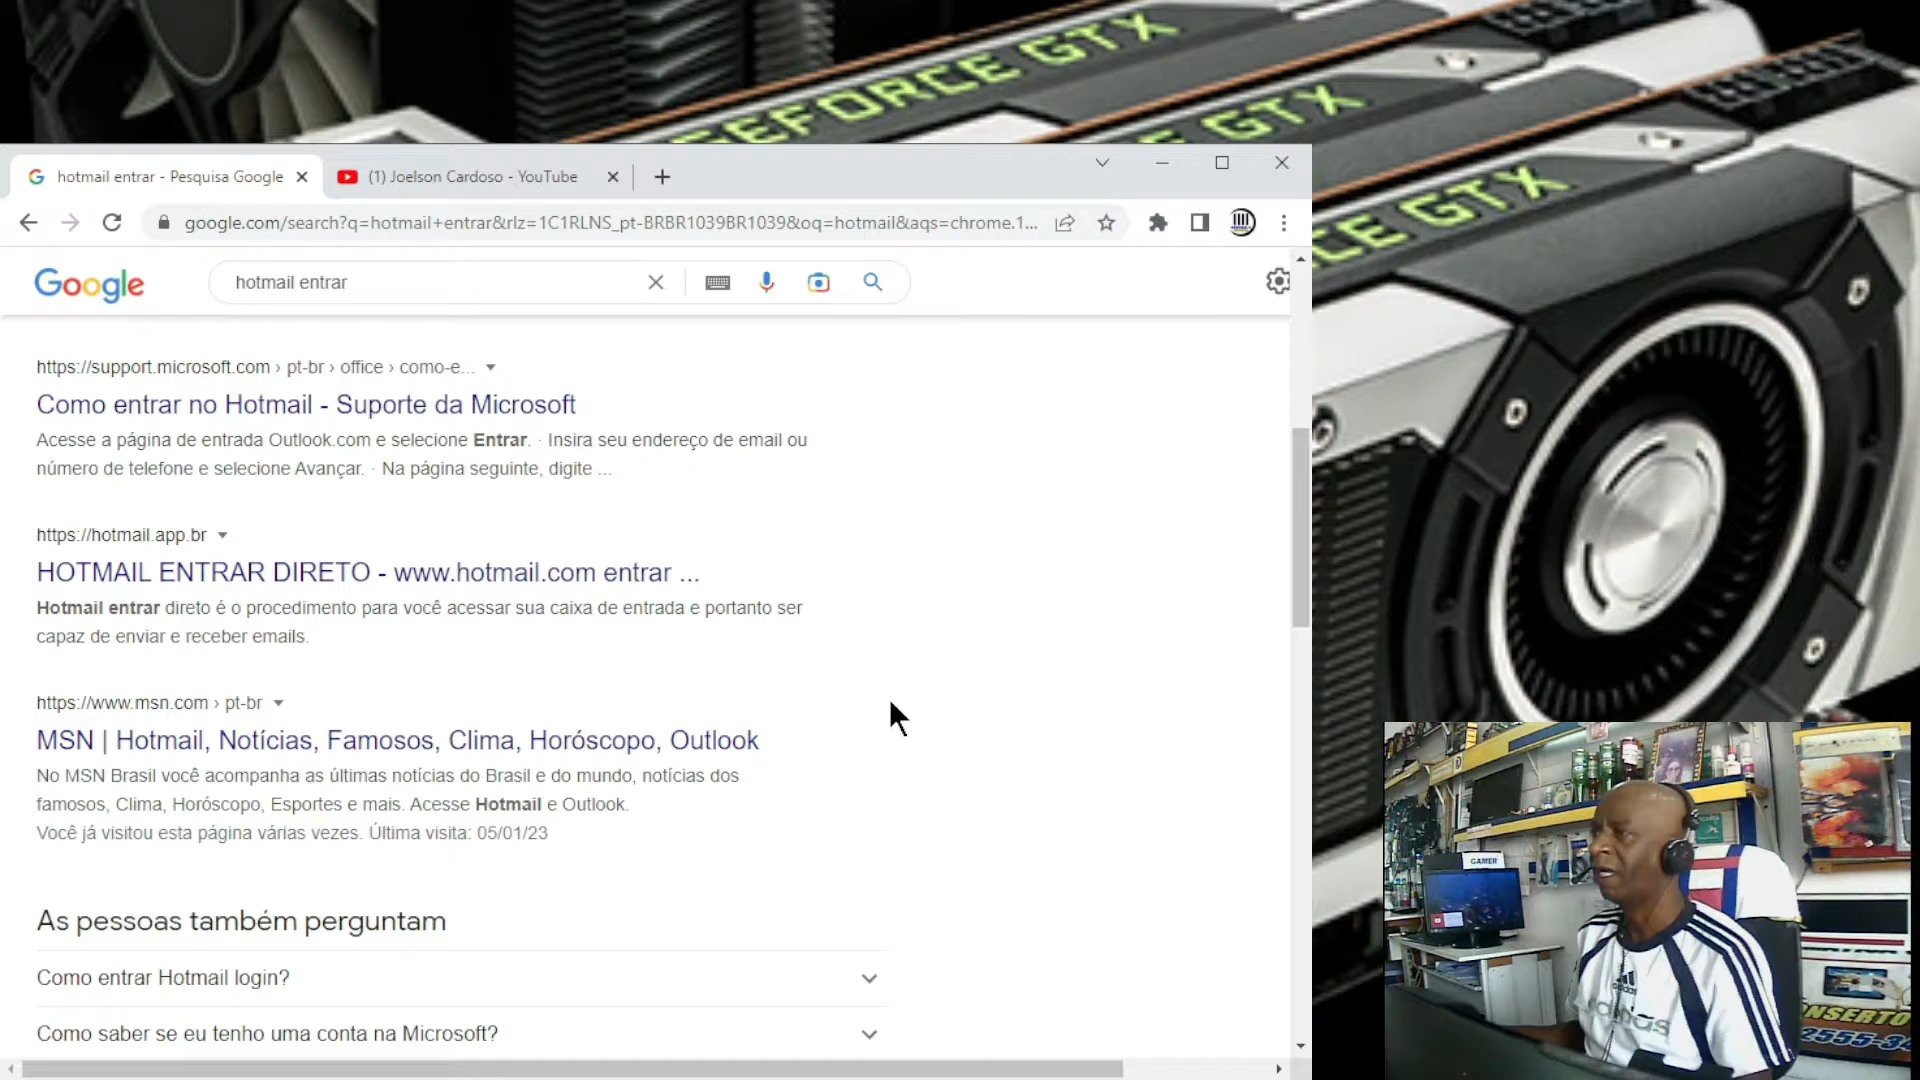 GEFORCE GTX
CE GTX
CE GTX
hotmail entrar - Pesquisa Google
(1) Joelson Cardoso - YouTube
google.com/search?q=hotmail+entrar&rlz=1C1RLNS_pt-BRBR1039BR1039&oq=hotmail&aqs=chrome.1...
Google
hotmail entrar
https://support.microsoft.com › pt-br › office › como-e...
Como entrar no Hotmail - Suporte da Microsoft
Acesse a página de entrada Outlook.com e selecione Entrar. · Insira seu endereço de email ou
número de telefone e selecione Avançar. · Na página seguinte, digite ...
https://hotmail.app.br
HOTMAIL ENTRAR DIRETO - www.hotmail.com entrar ...
Hotmail entrar direto é o procedimento para você acessar sua caixa de entrada e portanto ser
capaz de enviar e receber emails.
https://www.msn.com › pt-br
MSN | Hotmail, Notícias, Famosos, Clima, Horóscopo, Outlook
No MSN Brasil você acompanha as últimas notícias do Brasil e do mundo, notícias dos
famosos, Clima, Horóscopo, Esportes e mais. Acesse Hotmail e Outlook.
Você já visitou esta página várias vezes. Última visita: 05/01/23
As pessoas também perguntam
Como entrar Hotmail login?
Como saber se eu tenho uma conta na Microsoft?
GAMER
adidas
adidas
NSERTO
2555-3